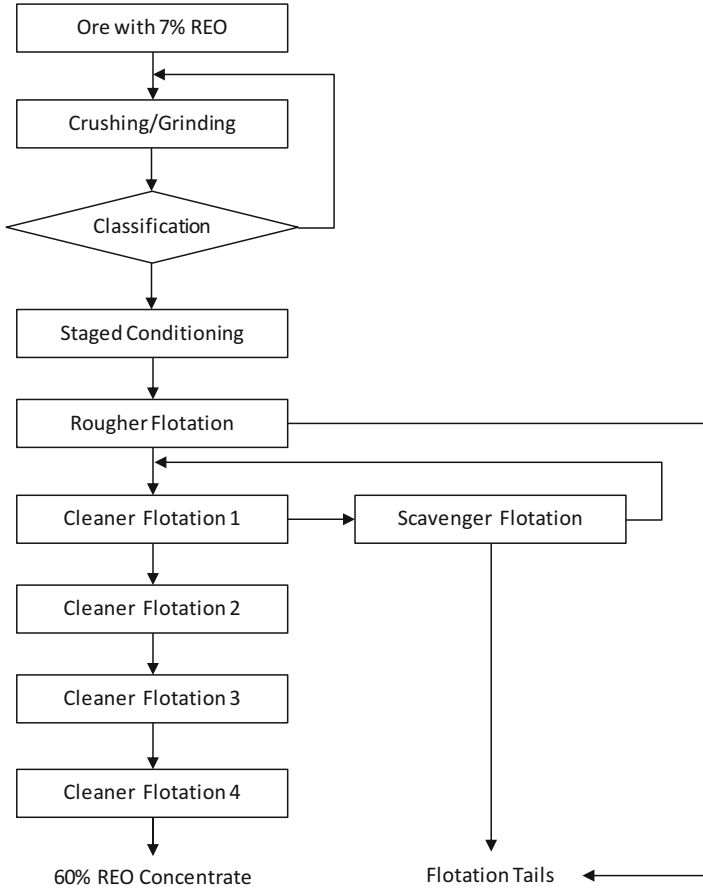 Ore with 7% REO
Crushing/Grinding
Classification
Staged Conditioning
Rougher Flotation
Cleaner Flotation 1
Scavenger Flotation
Cleaner Flotation 2
Cleaner Flotation 3
Cleaner Flotation 4
60% REO Concentrate
Flotation Tails